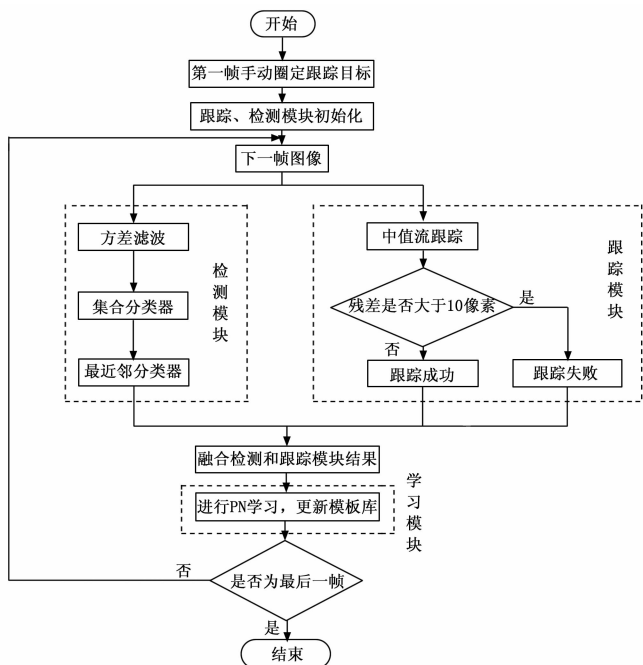 开始
第一帧手动圈定跟踪目标
跟踪、检测模块初始化
下一帧图像
方差滤波
集合分类器
最近邻分类器
检测模块
中值流跟踪
残差是否大于10像素
是
否
跟踪成功
跟踪失败
跟踪模块
融合检测和跟踪模块结果
进行PN学习，更新模板库
学习模块
是否为最后一帧
否
是
结束